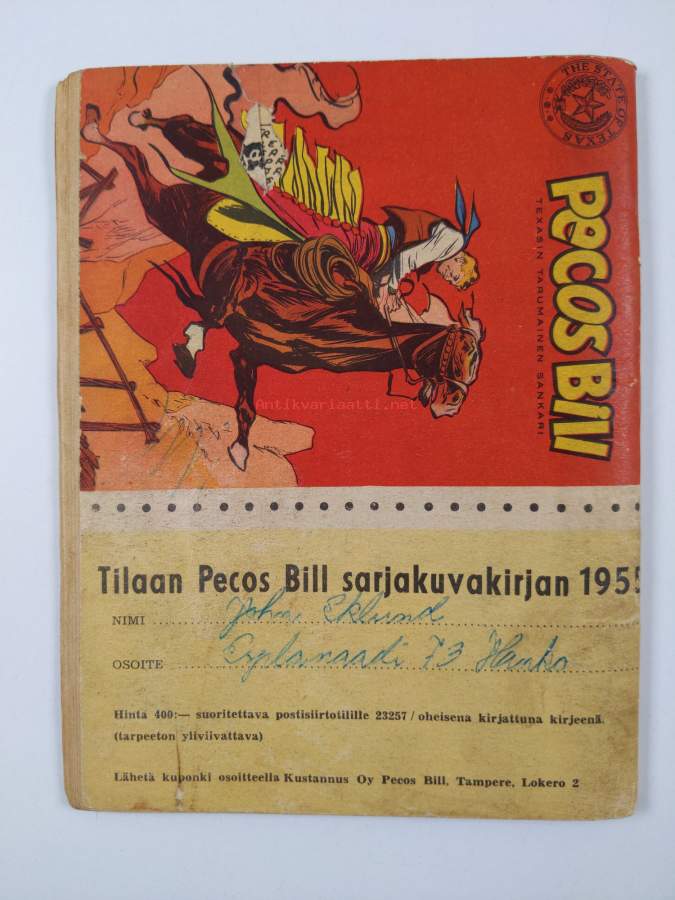 THE STATE OF TEXAS
PECOS BILL
TEXASIN TARUMAINEN SANKARI
Antikvariaatti.net
Tilaan Pecos Bill sarjakuvakirjan 1955
NIMI John Eklund
OSOITE Esplanaadi 73 Hanko
Hinta 400:— suoritettava postisiirtotilille 23257 / oheisena kirjattuna kirjeenä.
(tarpeeton yliviivattava)
Lähetä kuponki osoitteella Kustannus Oy Pecos Bill, Tampere, Lokero 2